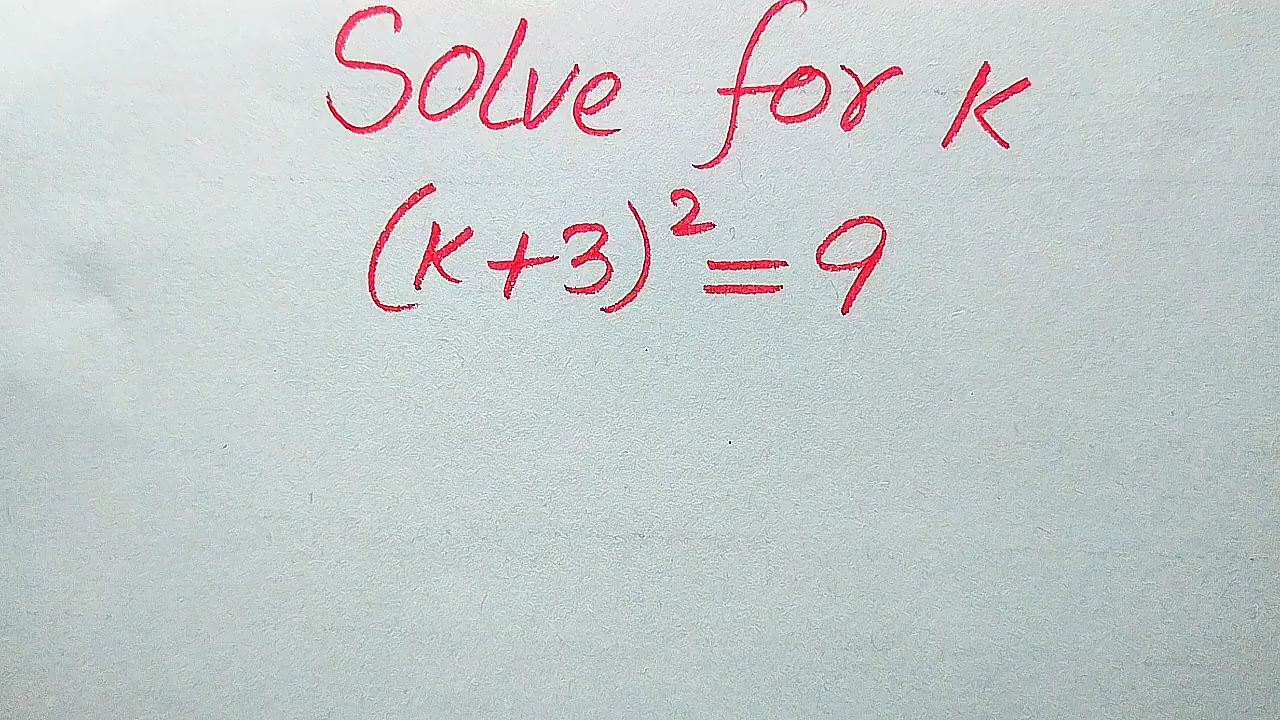 Solve for K
(K+3)² = 9